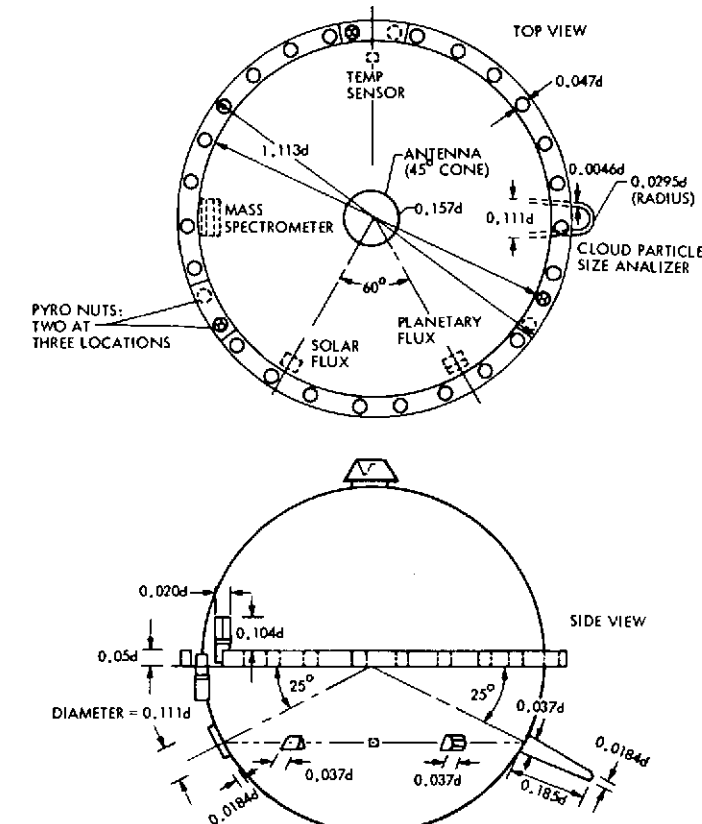 TOP VIEW
TEMP
SENSOR
0.047d
1.113d
ANTENNA
(45° CONE)
0.0046d
0.0295d
(RADIUS)
0.157d
0.111d
MASS
SPECTROMETER
CLOUD PARTICLE
SIZE ANALIZER
60°
PYRO NUTS:
TWO AT
THREE LOCATIONS
SOLAR
FLUX
PLANETARY
FLUX
0.020d
0.104d
SIDE VIEW
0.05d
25°
25°
DIAMETER = 0.111d
0.037d
0.0184d
0.037d
0.037d
0.185d
0.0184d